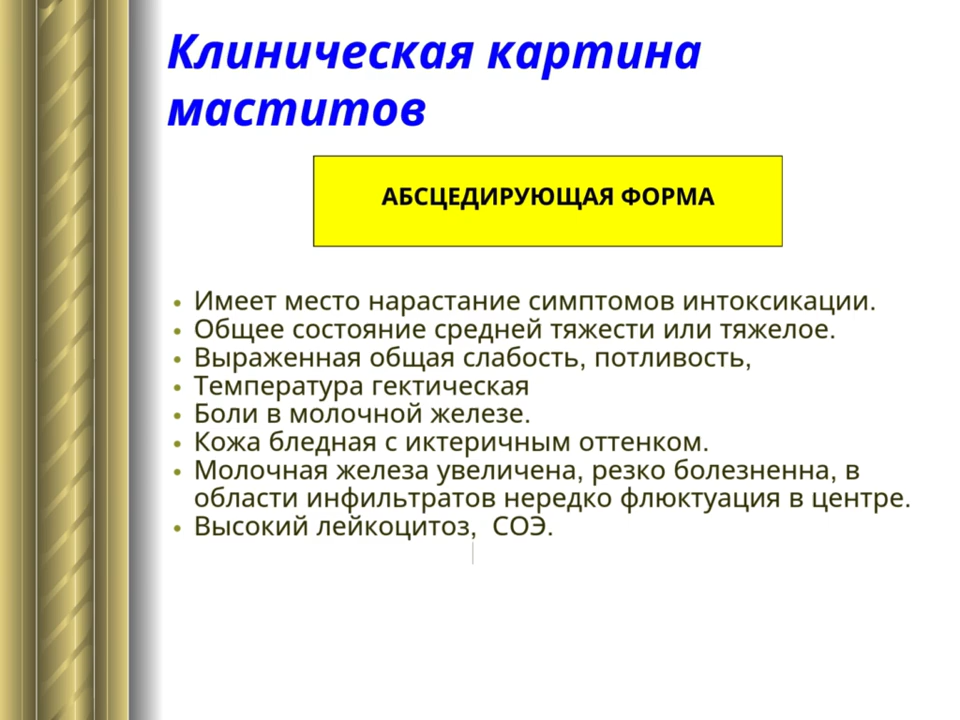 Клиническая картина
маститов
АБСЦЕДИРУЮЩАЯ ФОРМА
• Имеет место нарастание симптомов интоксикации.
• Общее состояние средней тяжести или тяжелое.
• Выраженная общая слабость, потливость,
• Температура гектическая
• Боли в молочной железе.
• Кожа бледная с иктеричным оттенком.
• Молочная железа увеличена, резко болезненна, в
области инфильтратов нередко флюктуация в центре.
• Высокий лейкоцитоз,  СОЭ.